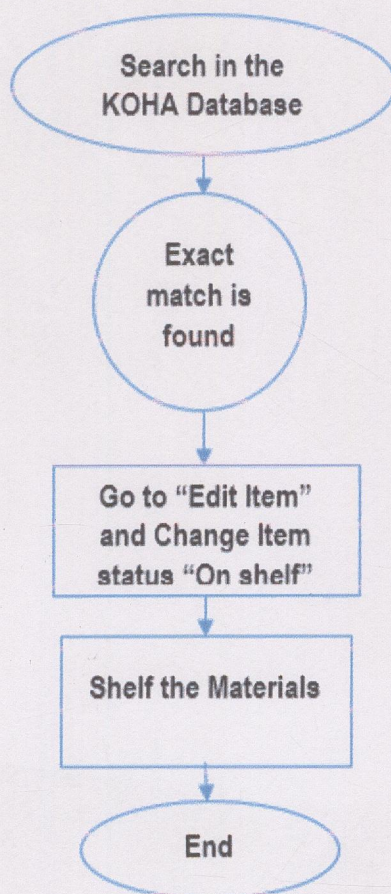 Search in the
KOHA Database
Exact
match is
found
Go to “Edit Item”
and Change Item
status “On shelf”
Shelf the Materials
End